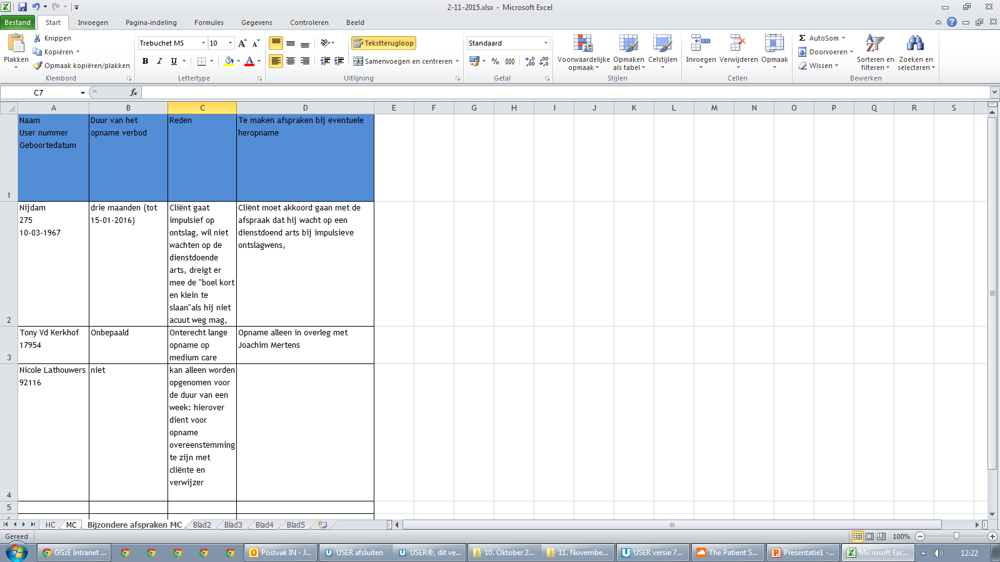 2-11-2015.xlsx - Microsoft Excel
Bestand Start Invoegen Pagina-indeling Formules Gegevens Controleren Beeld
Plakken
Knippen
Kopiëren
Opmaak kopiëren/plakken
Klembord
Trebuchet MS 10
B I U
Lettertype
Tekstterugloop
Samenvoegen en centreren
Uitlijning
Standaard
% 000
Getal
Voorwaardelijke opmaak
Opmaken als tabel
Celstijlen
Stijlen
Invoegen Verwijderen Opmaak
Cellen
Σ AutoSom
Doorvoeren
Wissen
Sorteren en filteren
Zoeken en selecteren
Bewerken
C7 fx
A B C D E F G H I J K L M N O P Q R S
1
Naam
User nummer
Geboortedatum
Duur van het
opname verbod
Reden
Te maken afspraken bij eventuele
heropname
2
Nijdam
275
10-03-1967
drie maanden (tot
15-01-2016)
Cliënt gaat
impulsief op
ontslag, wil niet
wachten op de
dienstdoende
arts, dreigt er
mee de "boel kort
en klein te
slaan"als hij niet
acuut weg mag,
Cliënt moet akkoord gaan met de
afspraak dat hij wacht op een
dienstdoend arts bij impulsieve
ontslagwens,
3
Tony Vd Kerkhof
17954
Onbepaald
Onterecht lange
opname op
medium care
Opname alleen in overleg met
Joachim Mertens
4
Nicole Lathouwers
92116
niet
kan alleen worden
opgenomen voor
de duur van een
week: hierover
dient voor
opname
overeenstemming
te zijn met
cliënte en
verwijzer
5
HC MC Bijzondere afspraken MC Blad2 Blad3 Blad4 Blad5
Gereed 100%
GGzE Intranet ... Postvak IN - J... USER afsluiten USER®, dit ve... 10. Oktober 2... 11. Novembe... USER versie 7... The Patient S... Presentatie1 -... Microsoft Exc... 12:22